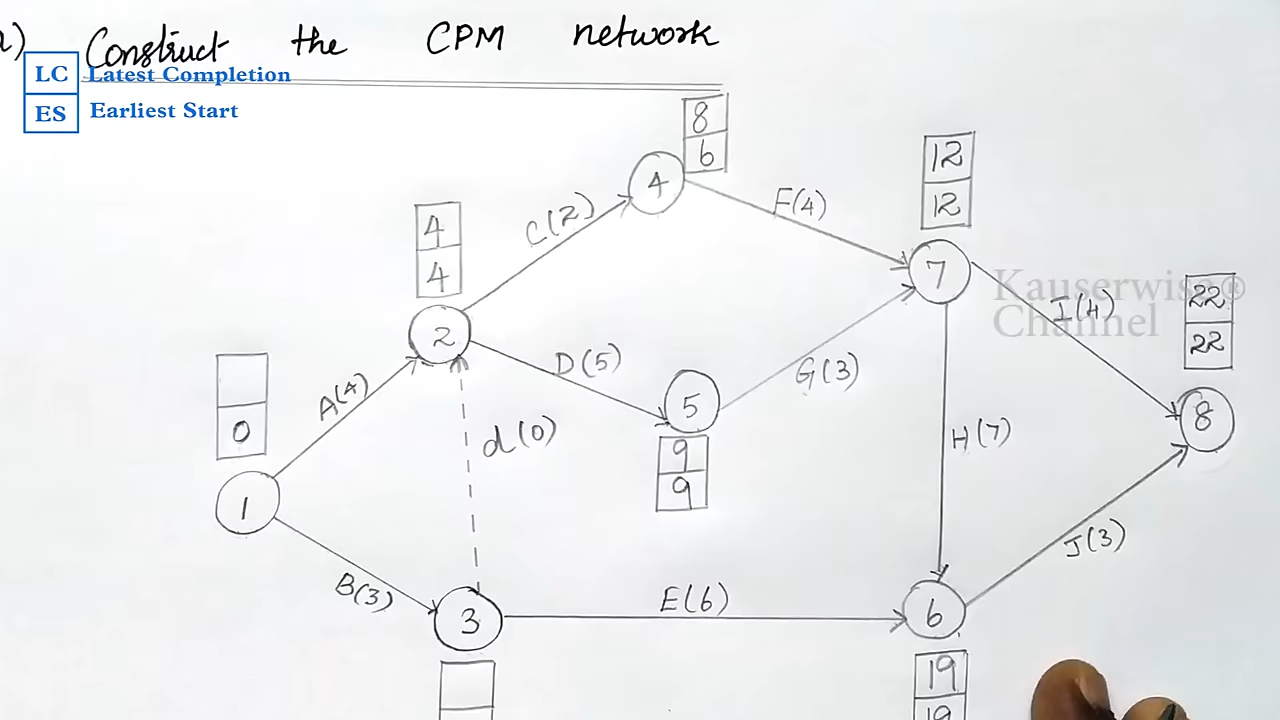 a) Construct the CPM network
LC Latest Completion
ES Earliest Start
8
6
4
12
12
F(4)
C(2)
4
4
7
Kauserwise®
Channel
I(4)
22
22
2
D(5)
G(3)
5
A(4)
0
8
d(0)
H(7)
9
9
1
J(3)
B(3)
E(6)
3
6
19
19